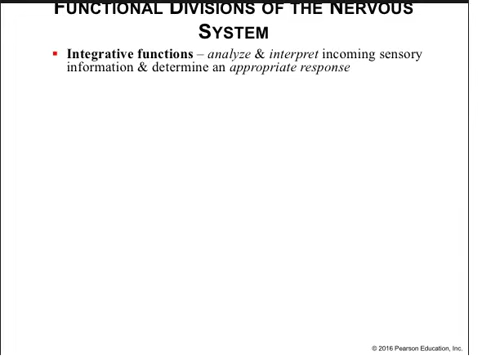 FUNCTIONAL DIVISIONS OF THE NERVOUS
SYSTEM
▪ Integrative functions – analyze & interpret incoming sensory
information & determine an appropriate response
© 2016 Pearson Education, Inc.